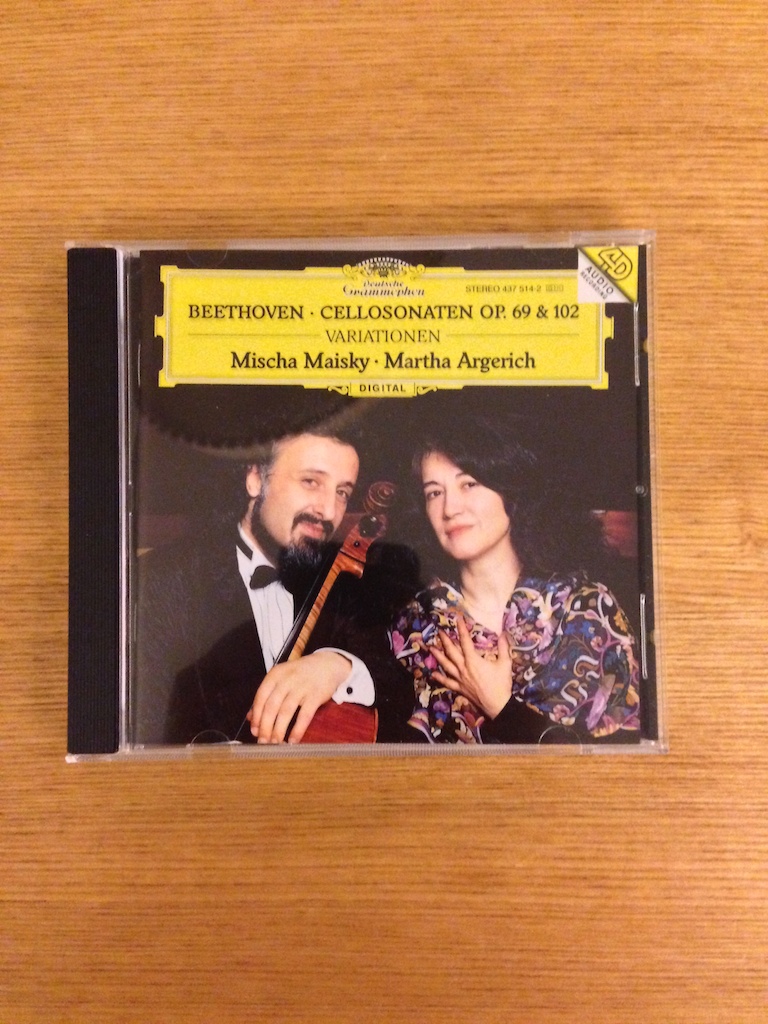 Deutsche
Grammophon
STEREO 437 514-2
4D
AUDIO
RECORDING
BEETHOVEN · CELLOSONATEN OP. 69 & 102
VARIATIONEN
Mischa Maisky · Martha Argerich
DIGITAL